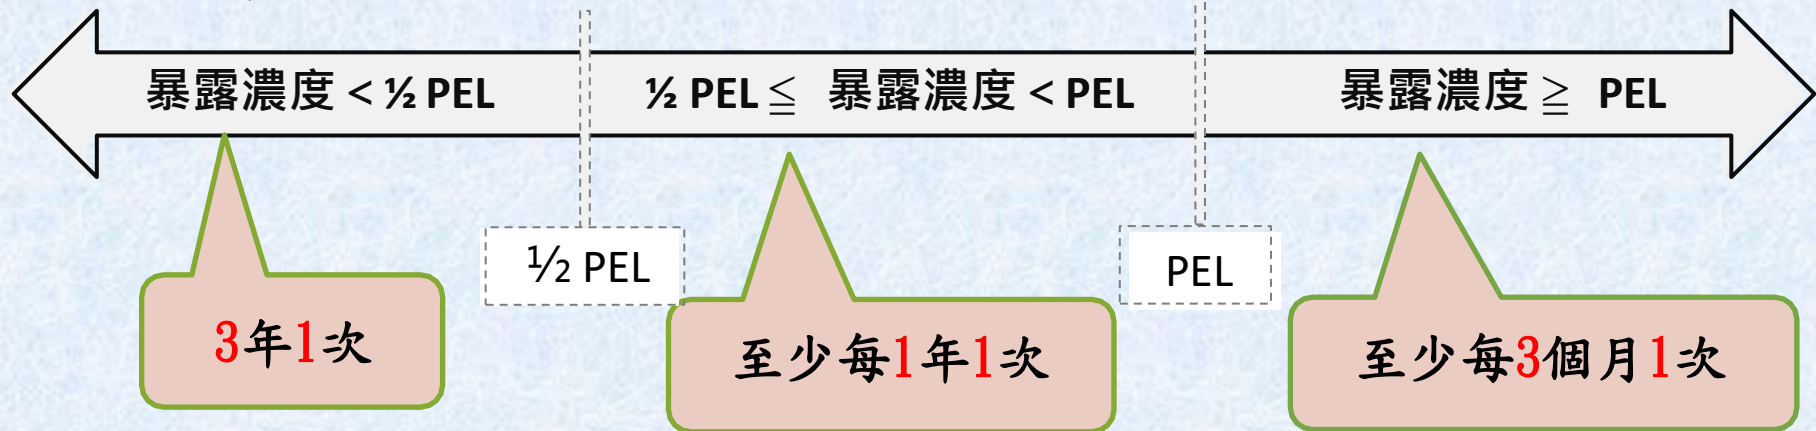 暴露濃度 < ½ PEL
½ PEL ≦ 暴露濃度 < PEL
暴露濃度 ≧ PEL
½ PEL
PEL
3年1次
至少每1年1次
至少每3個月1次